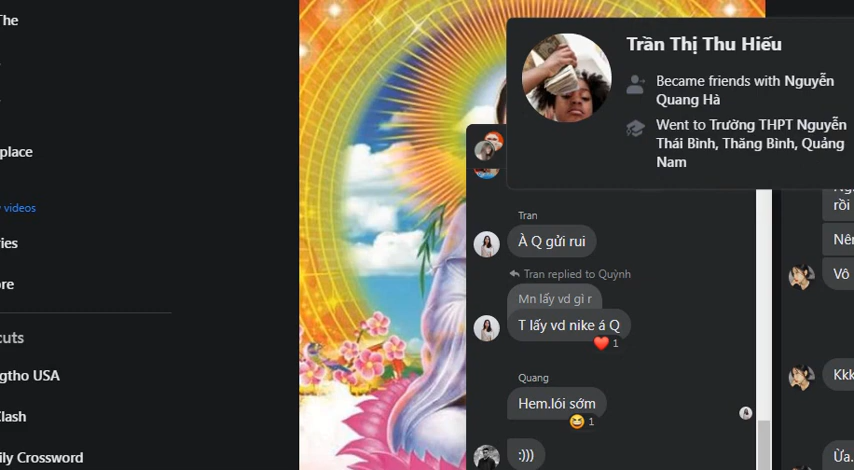 The
place
videos
ies
ore
cuts
gtho USA
Clash
ily Crossword
Trần Thị Thu Hiếu
Became friends with Nguyễn
Quang Hà
Went to Trường THPT Nguyễn
Thái Bình, Thăng Bình, Quảng
Nam
Tran
À Q gửi rui
Tran replied to Quỳnh
Mn lấy vd gì r
T lấy vd nike á Q
1
Quang
Hem.lói sớm
1
:)))
rồi
Nên
Vô
Kkk
Ừa.